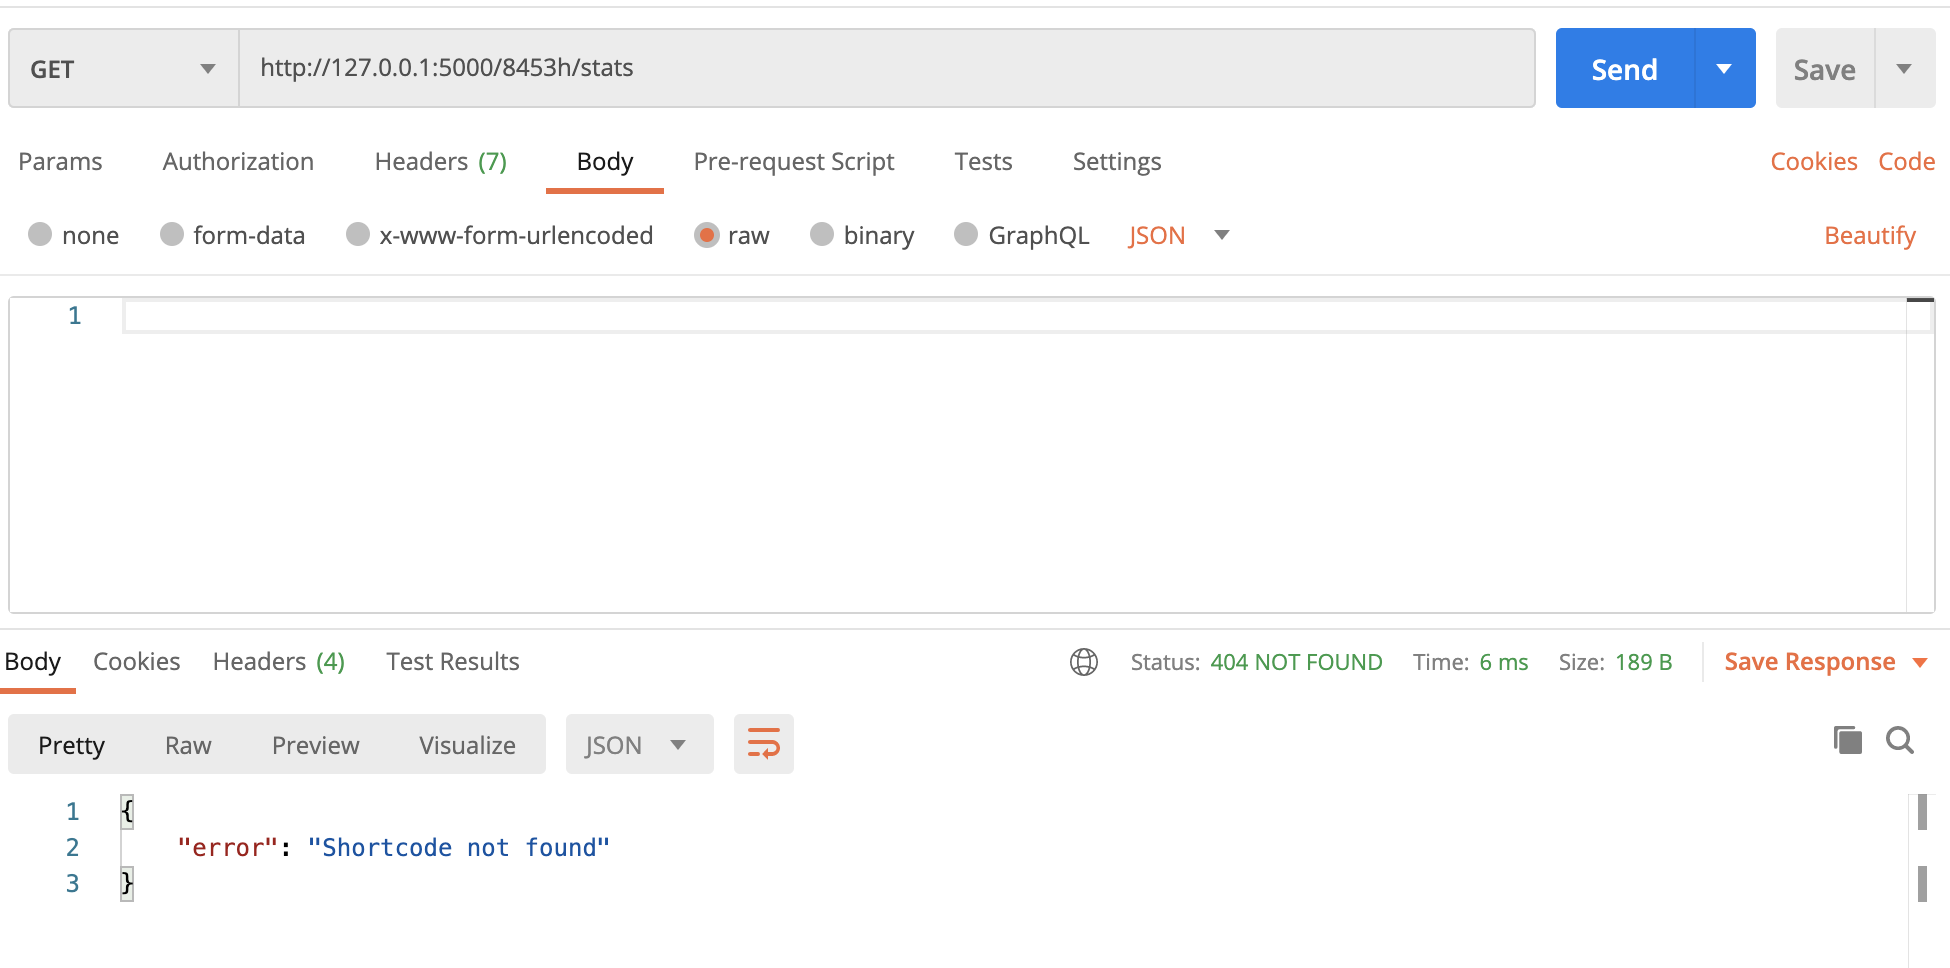 GET http://127.0.0.1:5000/8453h/stats Send Save
Params Authorization Headers (7) Body Pre-request Script Tests Settings Cookies Code
none form-data x-www-form-urlencoded raw binary GraphQL JSON Beautify
1
Body Cookies Headers (4) Test Results Status: 404 NOT FOUND Time: 6 ms Size: 189 B Save Response
Pretty Raw Preview Visualize JSON
1 {
2 "error": "Shortcode not found"
3 }